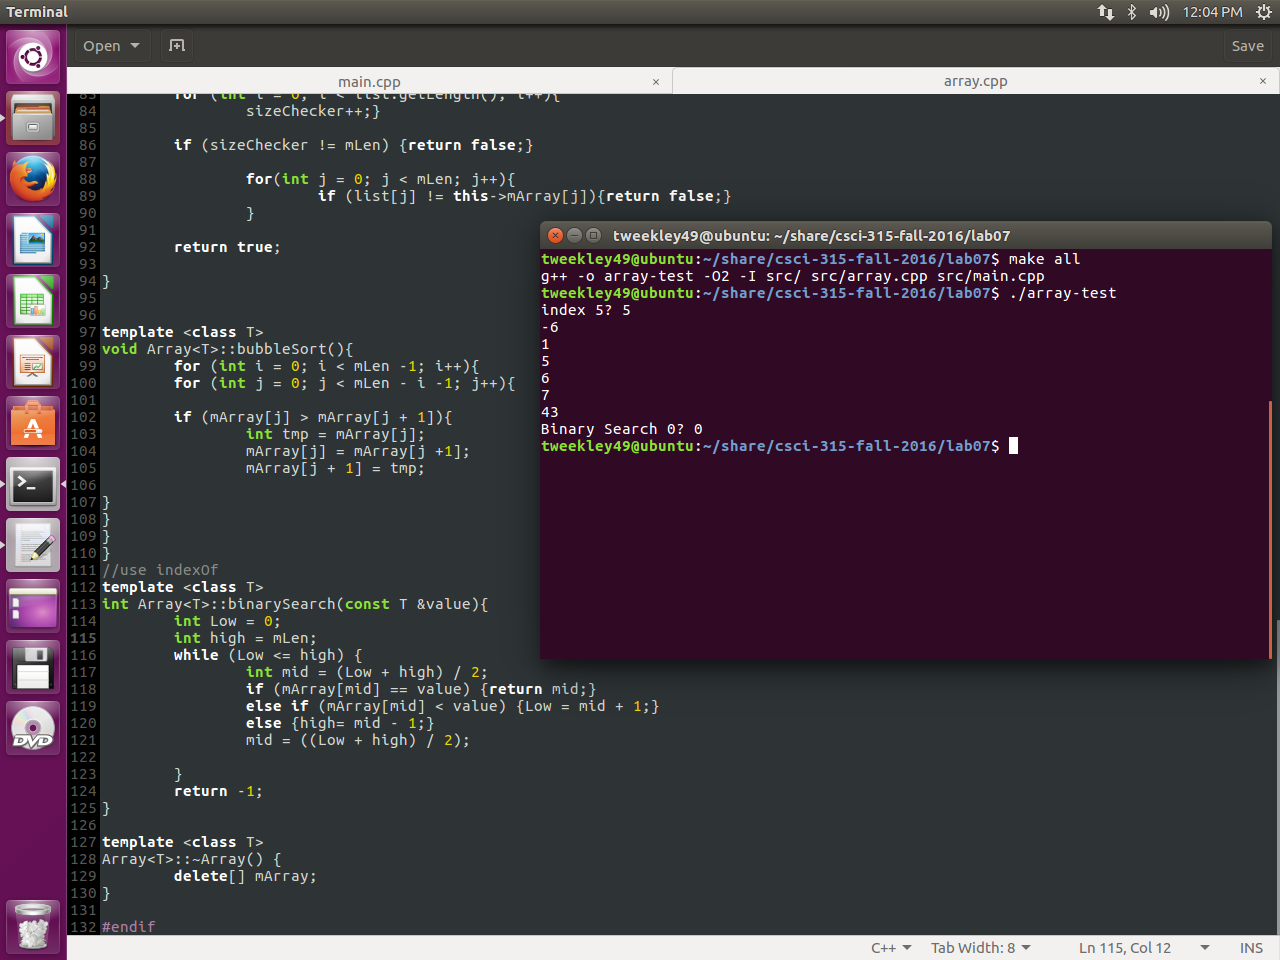 Terminal
12:04 PM
Open
Save
main.cpp ×
array.cpp ×
83 for (int i = 0; i < list.getLength(); i++){
84 sizeChecker++;}
85
86 if (sizeChecker != mLen) {return false;}
87
88 for(int j = 0; j < mLen; j++){
89 if (list[j] != this->mArray[j]){return false;}
90 }
91
92 return true;
93
94 }
95
96
97 template <class T>
98 void Array<T>::bubbleSort(){
99 for (int i = 0; i < mLen -1; i++){
100 for (int j = 0; j < mLen - i -1; j++){
101
102 if (mArray[j] > mArray[j + 1]){
103 int tmp = mArray[j];
104 mArray[j] = mArray[j +1];
105 mArray[j + 1] = tmp;
106
107 }
108 }
109 }
110 }
111 //use indexOf
112 template <class T>
113 int Array<T>::binarySearch(const T &value){
114 int Low = 0;
115 int high = mLen;
116 while (Low <= high) {
117 int mid = (Low + high) / 2;
118 if (mArray[mid] == value) {return mid;}
119 else if (mArray[mid] < value) {Low = mid + 1;}
120 else {high= mid - 1;}
121 mid = ((Low + high) / 2);
122
123 }
124 return -1;
125 }
126
127 template <class T>
128 Array<T>::~Array() {
129 delete[] mArray;
130 }
131
132 #endif
tweekley49@ubuntu: ~/share/csci-315-fall-2016/lab07
tweekley49@ubuntu:~/share/csci-315-fall-2016/lab07$ make all
g++ -o array-test -O2 -I src/ src/array.cpp src/main.cpp
tweekley49@ubuntu:~/share/csci-315-fall-2016/lab07$ ./array-test
index 5? 5
-6
1
5
6
7
43
Binary Search 0? 0
tweekley49@ubuntu:~/share/csci-315-fall-2016/lab07$
DVD
C++
Tab Width: 8
Ln 115, Col 12
INS